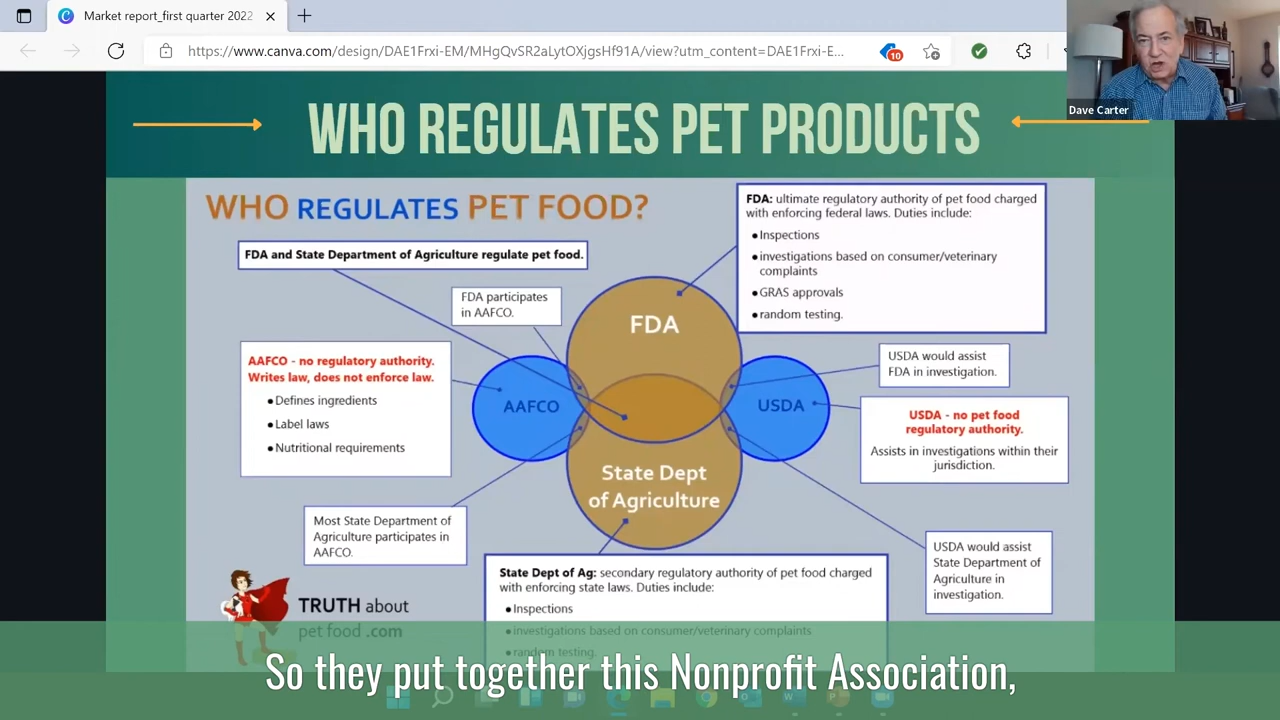 Market report_first quarter 2022
https://www.canva.com/design/DAE1Frxi-EM/MHgQvSR2aLytOXjgsHf91A/view?utm_content=DAE1Frxi-E...
10
Dave Carter
WHO REGULATES PET PRODUCTS
WHO REGULATES PET FOOD?
FDA and State Department of Agriculture regulate pet food.
FDA participates
in AAFCO.
FDA: ultimate regulatory authority of pet food charged
with enforcing federal laws. Duties include:
• Inspections
• investigations based on consumer/veterinary
complaints
• GRAS approvals
• random testing.
FDA
AAFCO - no regulatory authority.
Writes law, does not enforce law.
• Defines ingredients
• Label laws
• Nutritional requirements
AAFCO
USDA
USDA would assist
FDA in investigation.
USDA - no pet food
regulatory authority.
Assists in investigations within their
jurisdiction.
State Dept
of Agriculture
Most State Department of
Agriculture participates in
AAFCO.
USDA would assist
State Department of
Agriculture in
investigation.
State Dept of Ag: secondary regulatory authority of pet food charged
with enforcing state laws. Duties include:
• Inspections
• investigations based on consumer/veterinary complaints
• random testing.
TRUTH about
pet food .com
So they put together this Nonprofit Association,